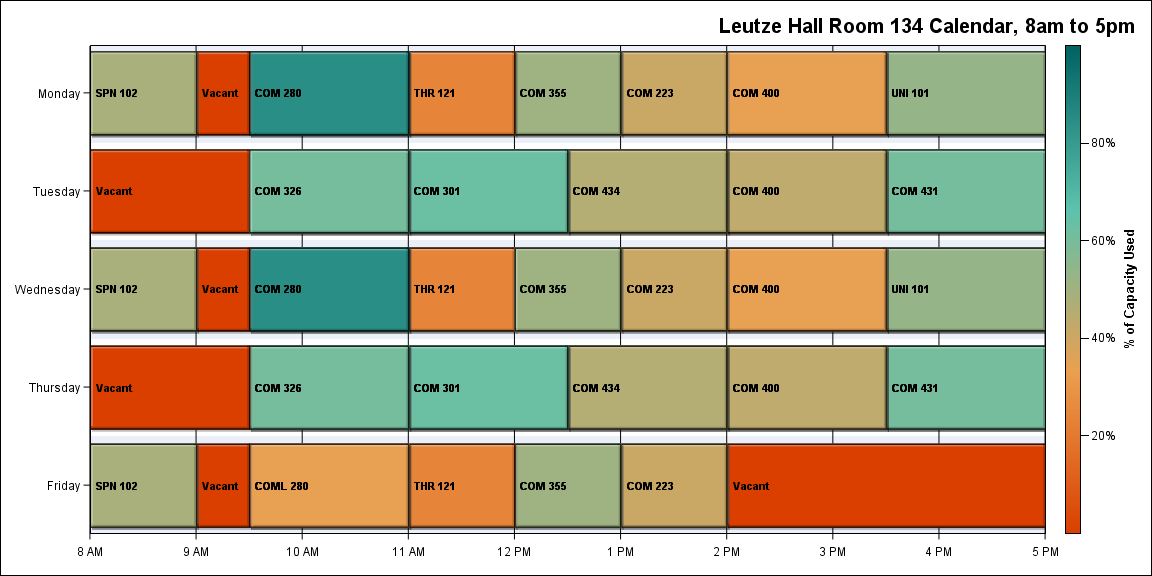 Leutze Hall Room 134 Calendar, 8am to 5pm
Monday
SPN 102
Vacant
COM 280
THR 121
COM 355
COM 223
COM 400
UNI 101
Tuesday
Vacant
COM 326
COM 301
COM 434
COM 400
COM 431
Wednesday
SPN 102
Vacant
COM 280
THR 121
COM 355
COM 223
COM 400
UNI 101
Thursday
Vacant
COM 326
COM 301
COM 434
COM 400
COM 431
Friday
SPN 102
Vacant
COML 280
THR 121
COM 355
COM 223
Vacant
8 AM
9 AM
10 AM
11 AM
12 PM
1 PM
2 PM
3 PM
4 PM
5 PM
80%
60%
40%
20%
% of Capacity Used